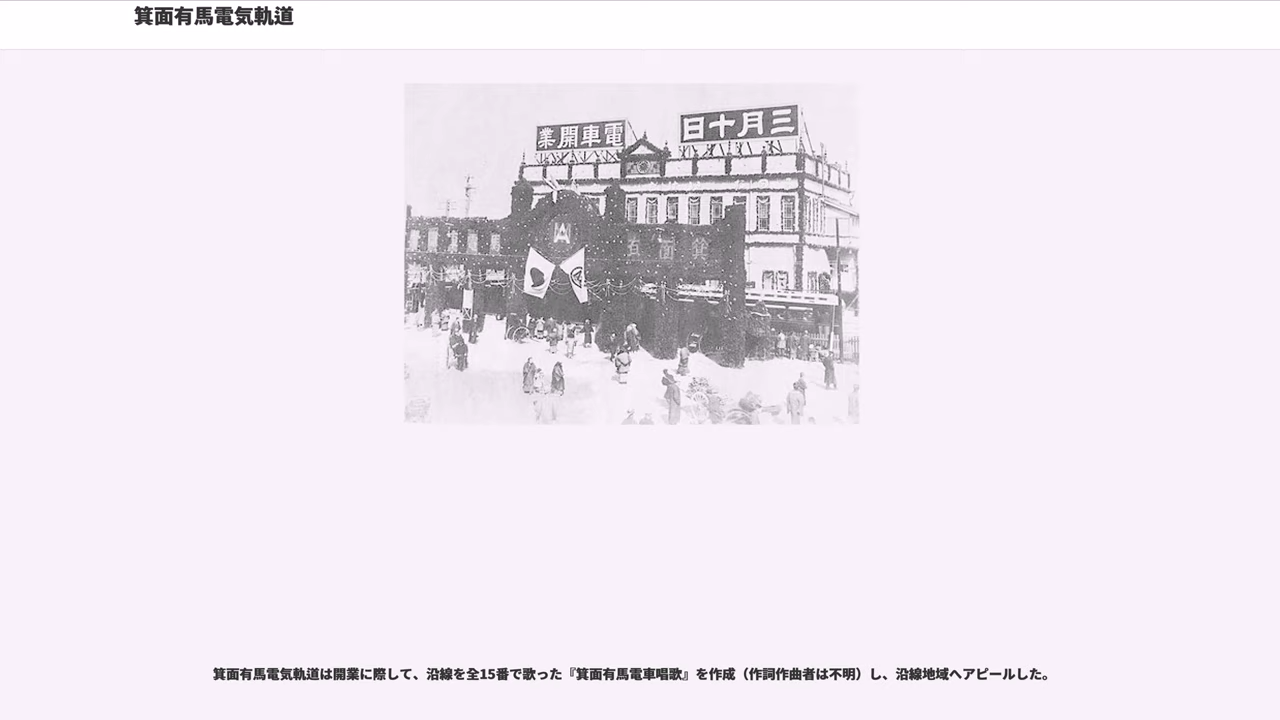 箕面有馬電気軌道
業開車電
日十月三
有面箕
箕面有馬電気軌道は開業に際して、沿線を全15番で歌った『箕面有馬電車唱歌』を作成（作詞作曲者は不明）し、沿線地域へアピールした。